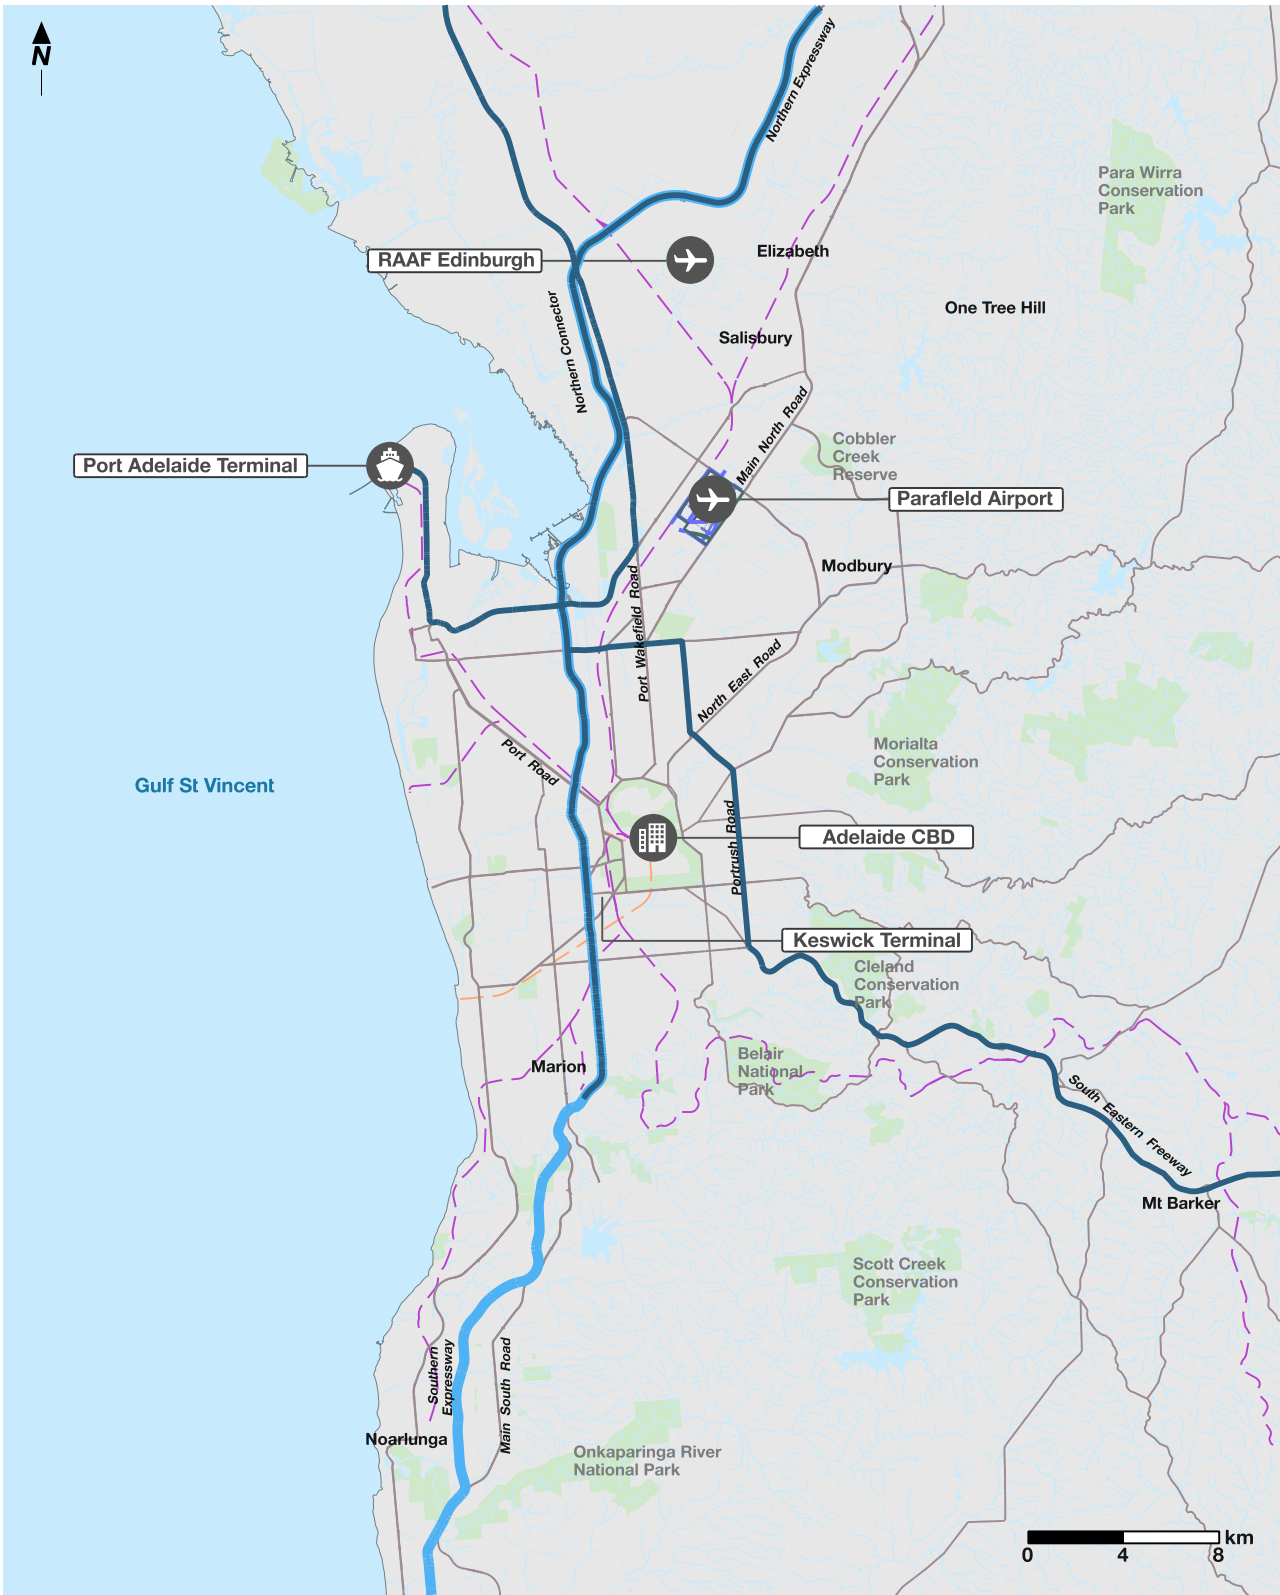 N
Northern Expressway
Para Wirra
Conservation
Park
RAAF Edinburgh
Elizabeth
One Tree Hill
Northern Connector
Salisbury
Main North Road
Cobbler
Creek
Reserve
Port Adelaide Terminal
Parafield Airport
Modbury
Port Wakefield Road
North East Road
Port Road
Morialta
Conservation
Park
Gulf St Vincent
Portrush Road
Adelaide CBD
Keswick Terminal
Cleland
Conservation
Park
Marion
Belair
National
Park
South Eastern Freeway
Mt Barker
Scott Creek
Conservation
Park
Southern
Expressway
Main South Road
Noarlunga
Onkaparinga River
National Park
km
0 4 8